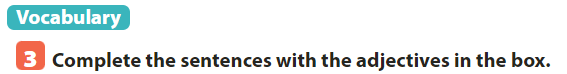 Vocabulary
3 Complete the sentences with the adjectives in the box.